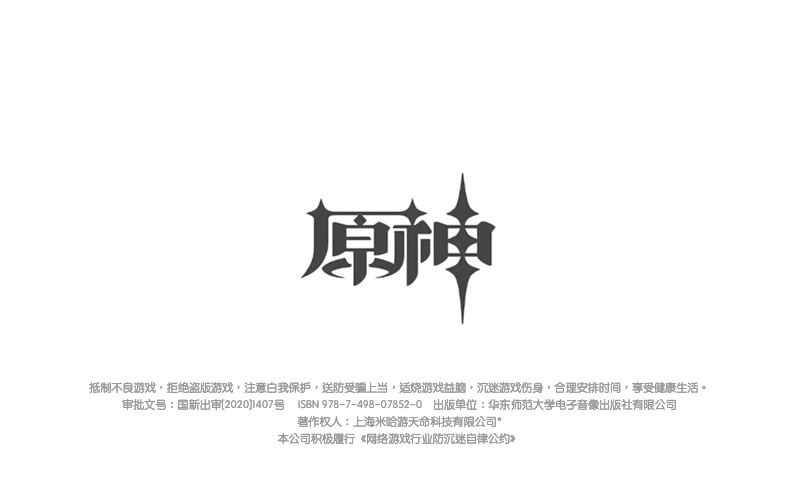 原神
抵制不良游戏，拒绝盗版游戏，注意白我保护，送防受骗上当，适烧游戏益脑，沉迷游戏伤身，合理安排时间，享受健康生活。
审批文号：国新出审[2020]1407号 ISBN 978-7-498-07852-0 出版单位：华东师范大学电子音像出版社有限公司
著作权人：上海米哈游天命科技有限公司*
本公司积极履行《网络游戏行业防沉迷自律公约》